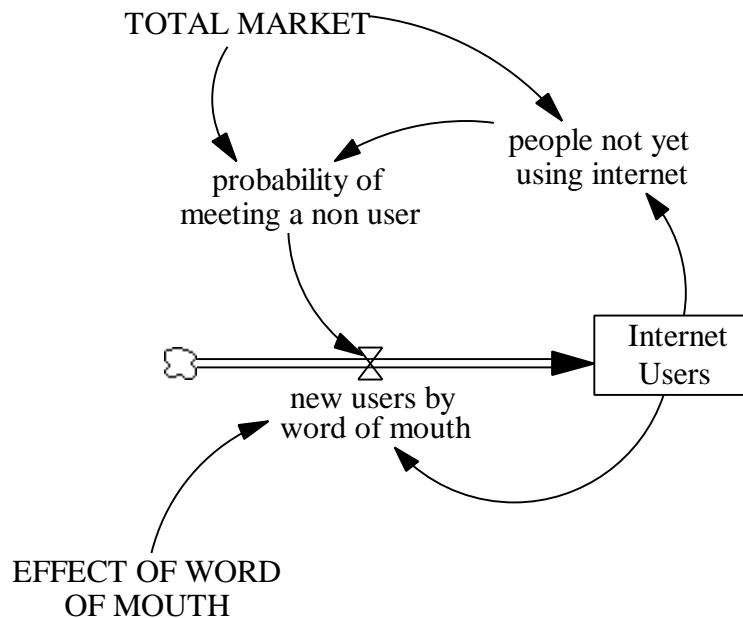 TOTAL MARKET
people not yet
using internet
probability of
meeting a non user
Internet
Users
new users by
word of mouth
EFFECT OF WORD
OF MOUTH